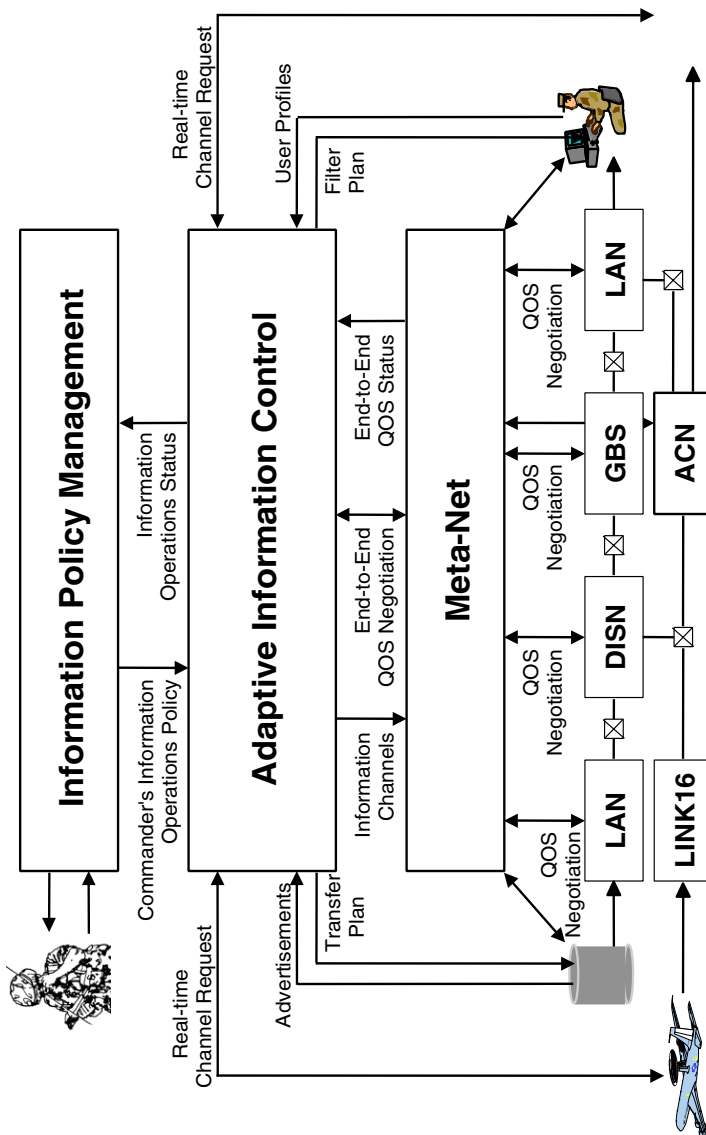 Information Policy Management
Commander's Information
Operations Policy
Information
Operations Status
Real-time
Channel Request
Real-time
Channel Request
Adaptive Information Control
Advertisements
Transfer
Plan
User Profiles
Filter
Plan
Information
Channels
End-to-End
QOS Negotiation
End-to-End
QOS Status
Meta-Net
QOS
Negotiation
QOS
Negotiation
QOS
Negotiation
QOS
Negotiation
LAN
DISN
GBS
LAN
LINK16
ACN